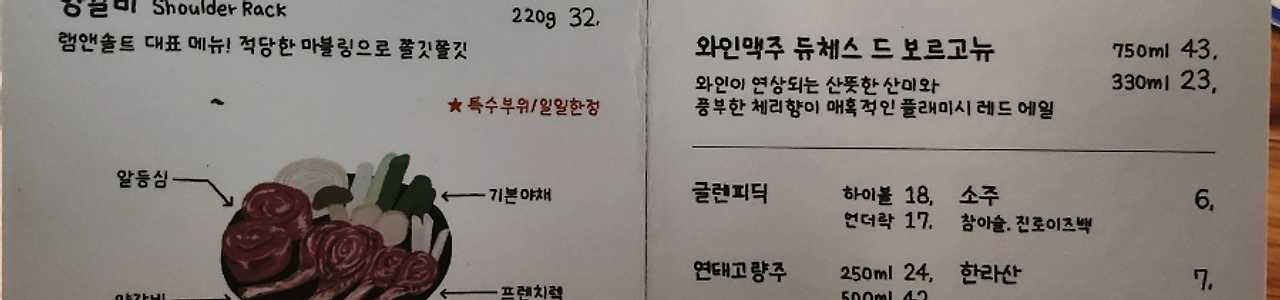 양갈비 Shoulder Rack 220g 32,
램앤솔트 대표 메뉴! 적당한 마블링으로 쫄깃쫄깃
★ 특수부위/일일한정
알등심
기본야채
양갈비
프렌치렉
와인맥주 듀체스 드 보르고뉴 750ml 43,
와인이 연상되는 산뜻한 산미와 330ml 23,
풍부한 체리향이 매혹적인 플래미시 레드 에일
글렌피딕 하이볼 18, 소주 6,
언더락 17. 참이슬. 진로이즈백
연태고량주 250ml 24, 한라산 7,
500ml 42